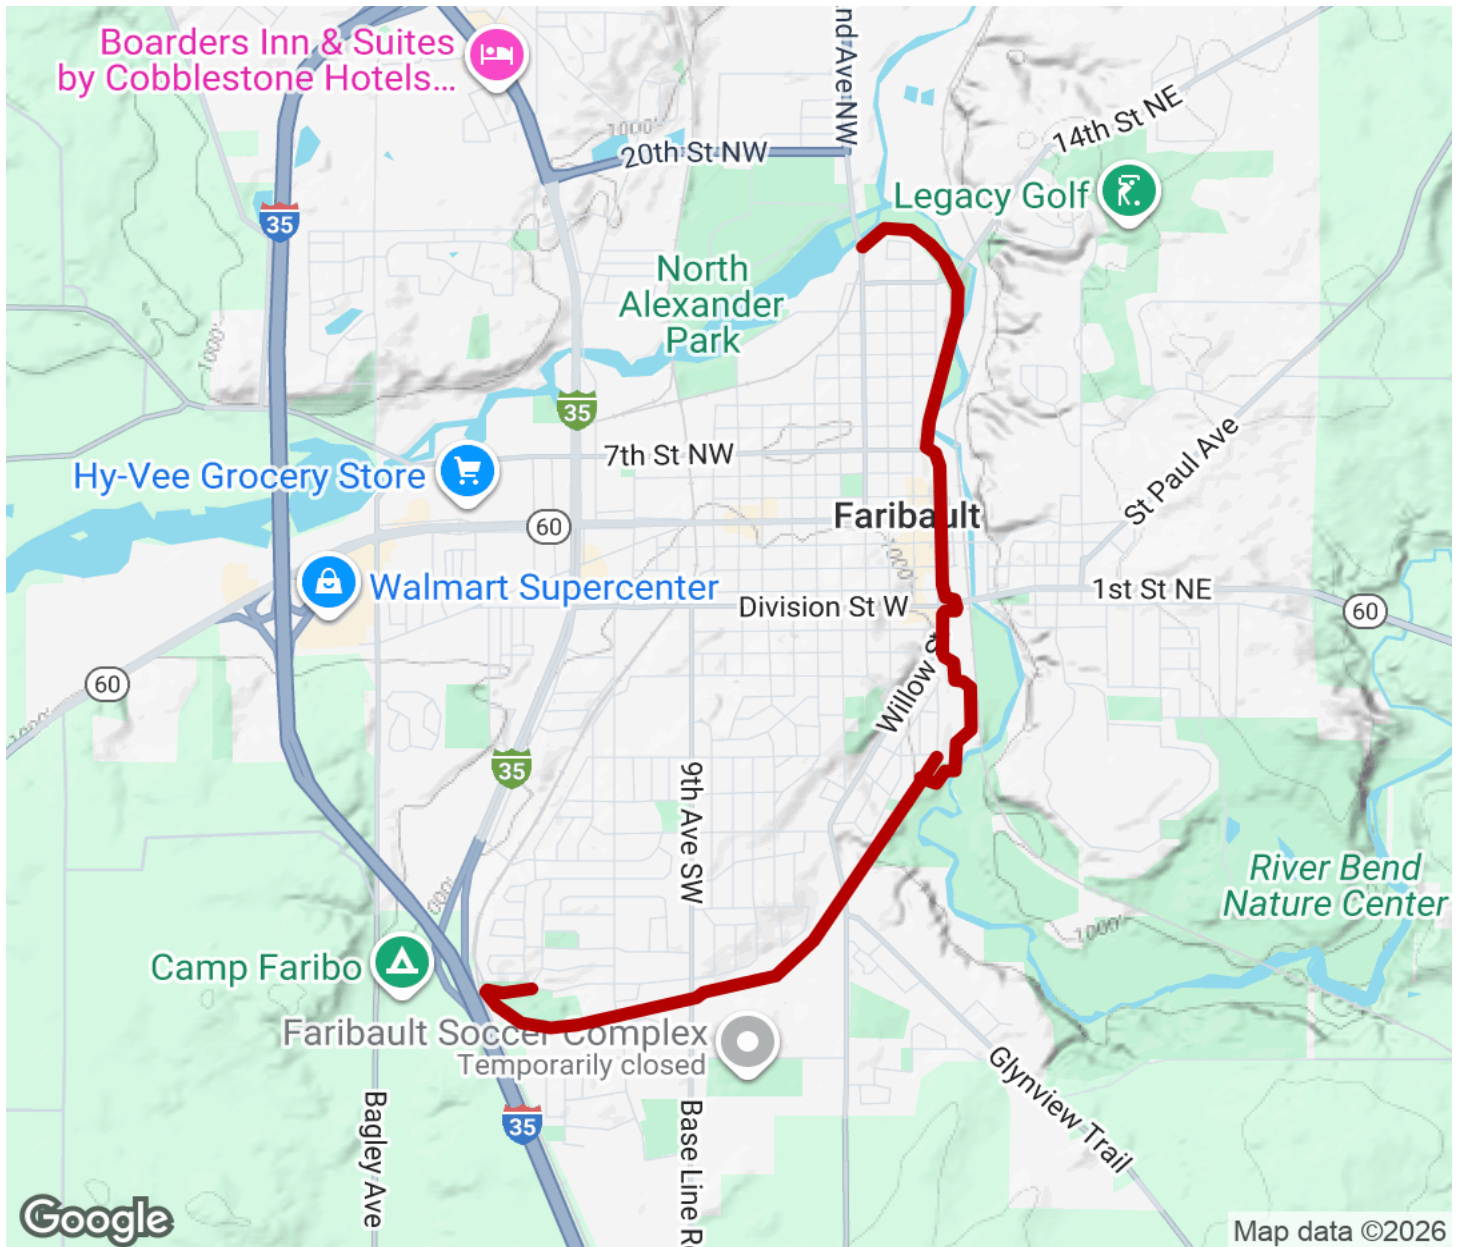 Boarders Inn & Suites
by Cobblestone Hotels...
nd Ave NW
1000'
20th St NW
14th St NE
35
Legacy Golf
North
Alexander
Park
1000'
35
7th St NW
St Paul Ave
Hy-Vee Grocery Store
60
Faribault
1000'
Walmart Supercenter
Division St W
1st St NE
60
60
Willow St
1000'
35
9th Ave SW
River Bend
Nature Center
1000'
Camp Faribo
Faribault Soccer Complex
Temporarily closed
Glynview Trail
35
Bagley Ave
Base Line R
Google
Map data ©2026